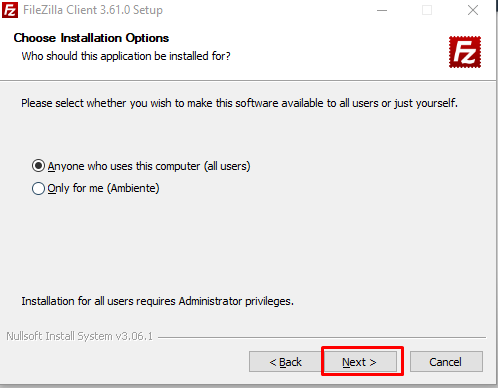 FileZilla Client 3.61.0 Setup
Choose Installation Options
Who should this application be installed for?
Fz
Please select whether you wish to make this software available to all users or just yourself.
Anyone who uses this computer (all users)
Only for me (Ambiente)
Installation for all users requires Administrator privileges.
Nullsoft Install System v3.06.1
< Back
Next >
Cancel